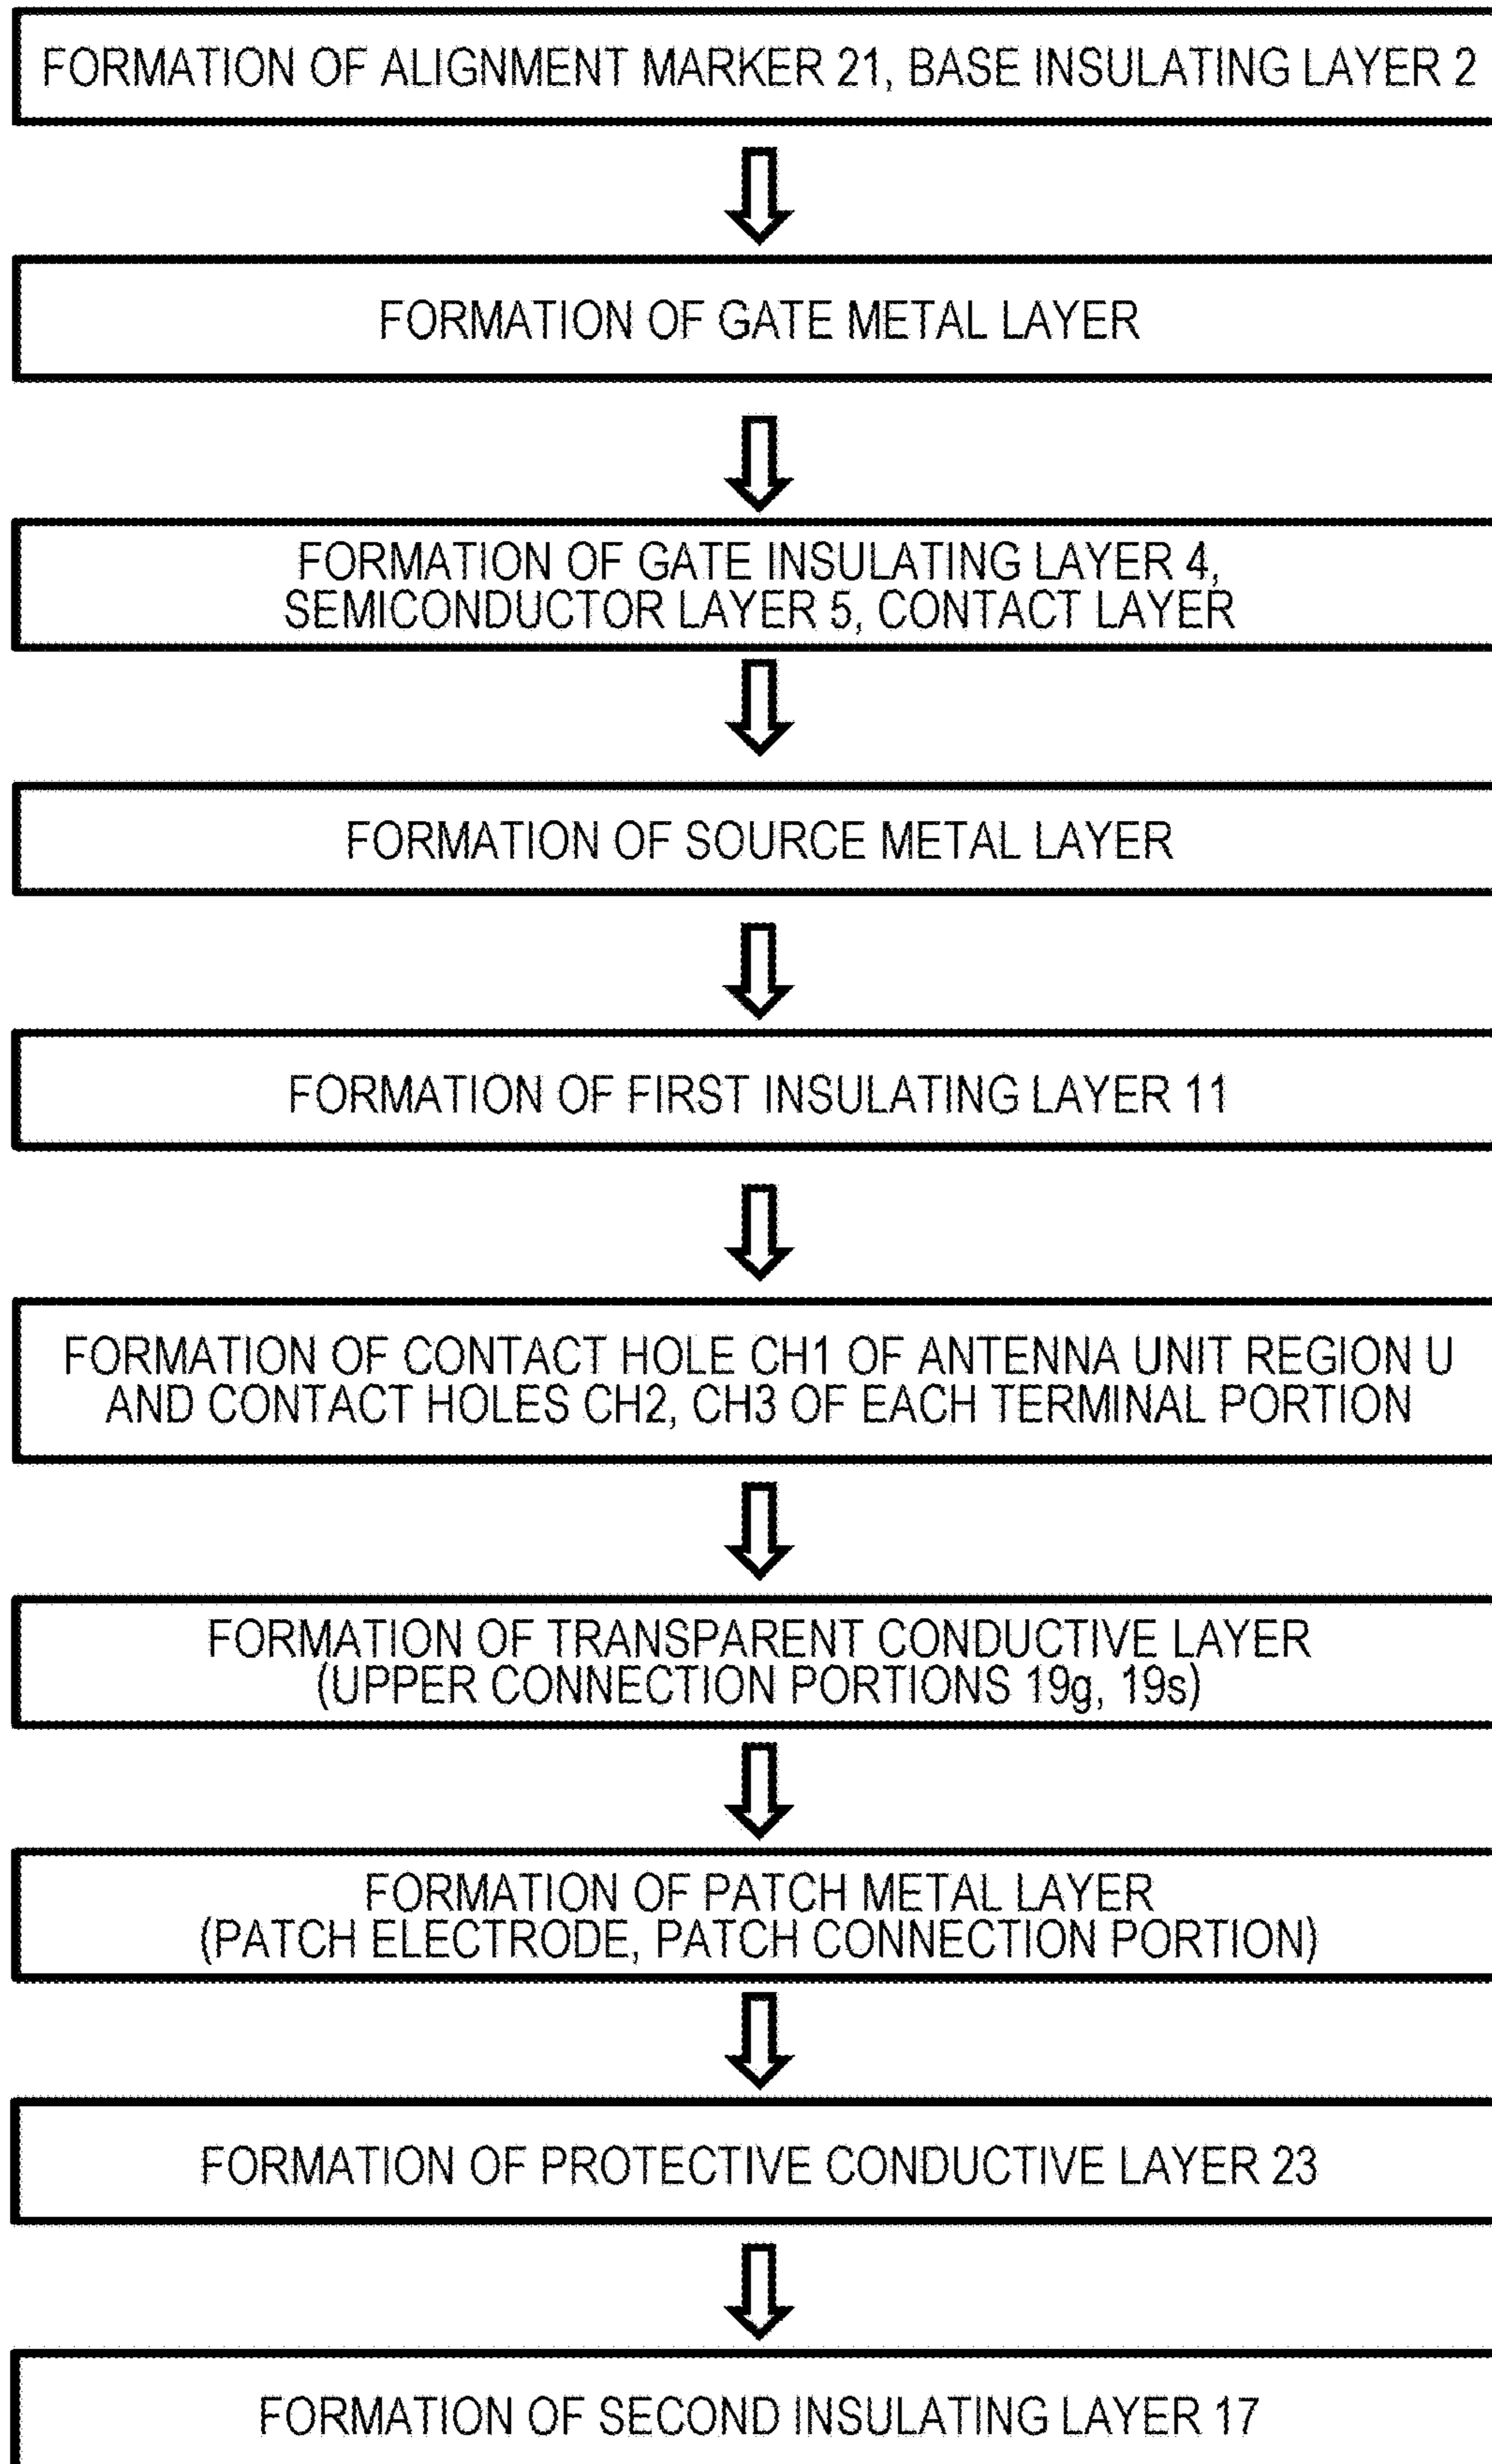 FORMATION OF ALIGNMENT MARKER 21, BASE INSULATING LAYER 2
FORMATION OF GATE METAL LAYER
FORMATION OF GATE INSULATING LAYER 4,
SEMICONDUCTOR LAYER 5, CONTACT LAYER
FORMATION OF SOURCE METAL LAYER
FORMATION OF FIRST INSULATING LAYER 11
FORMATION OF CONTACT HOLE CH1 OF ANTENNA UNIT REGION U
AND CONTACT HOLES CH2, CH3 OF EACH TERMINAL PORTION
FORMATION OF TRANSPARENT CONDUCTIVE LAYER
(UPPER CONNECTION PORTIONS 19g, 19s)
FORMATION OF PATCH METAL LAYER
(PATCH ELECTRODE, PATCH CONNECTION PORTION)
FORMATION OF PROTECTIVE CONDUCTIVE LAYER 23
FORMATION OF SECOND INSULATING LAYER 17